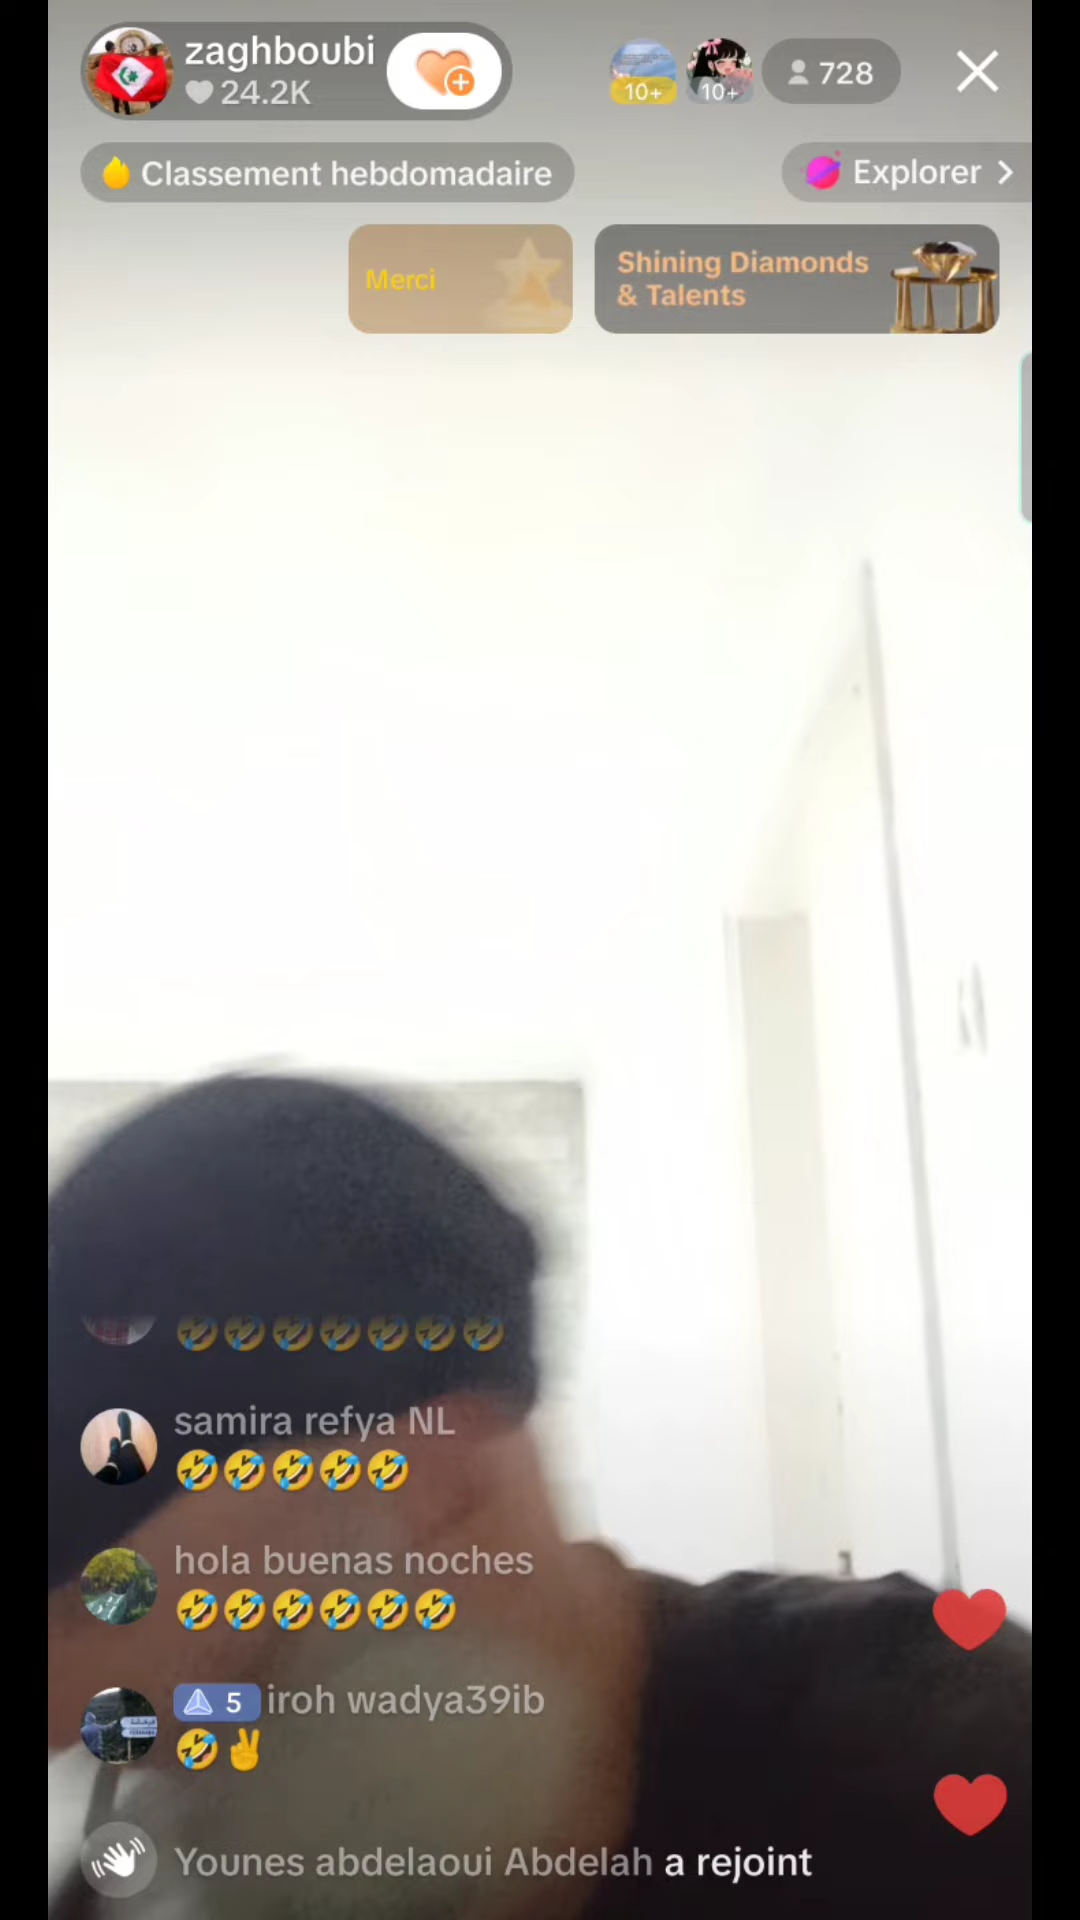 zaghboubi
24.2K
10+
10+
728
Classement hebdomadaire
Explorer
Merci
Shining Diamonds
& Talents
🤣🤣🤣🤣🤣🤣🤣
samira refya NL
🤣🤣🤣🤣🤣
hola buenas noches
🤣🤣🤣🤣🤣🤣
5 iroh wadya39ib
🤣✌️
Younes abdelaoui Abdelah a rejoint